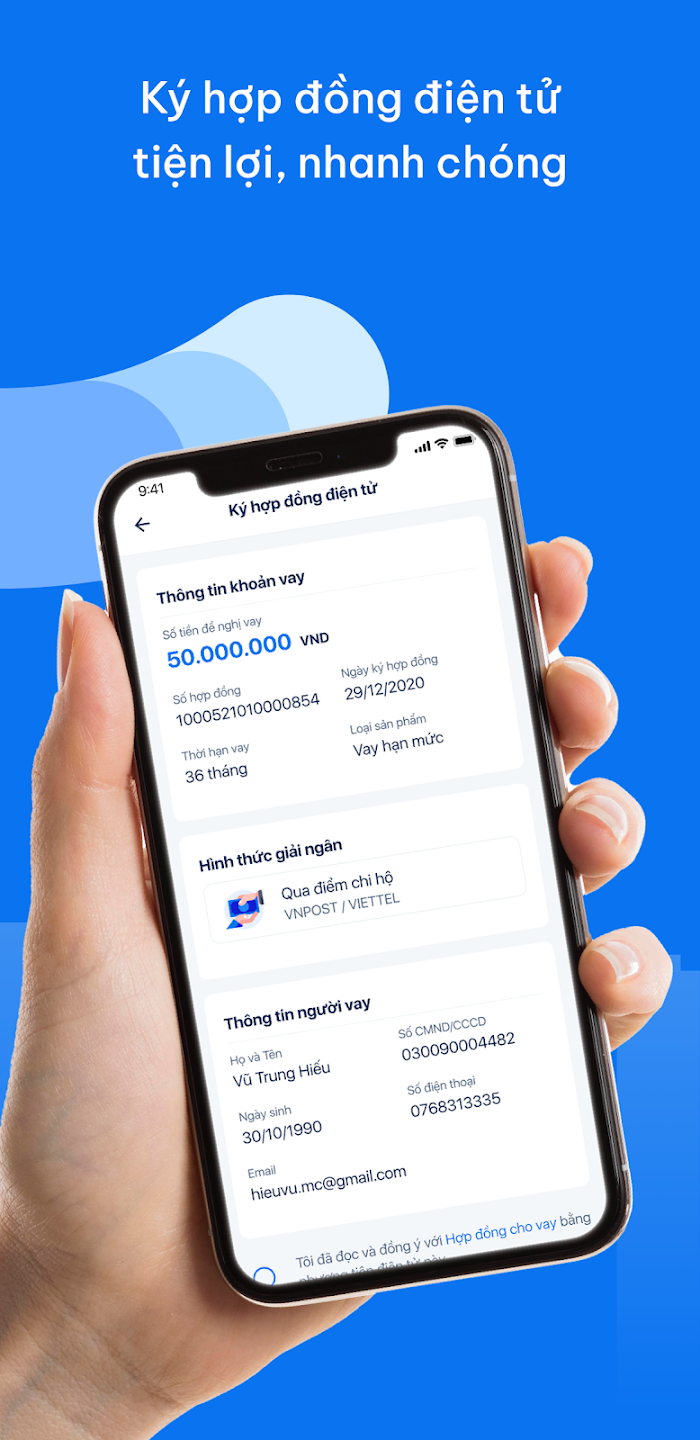 Ký hợp đồng điện tử
tiện lợi, nhanh chóng
9:41
Ký hợp đồng điện tử
Thông tin khoản vay
Số tiền đề nghị vay
50.000.000 VND
Số hợp đồng
1000521010000854
Ngày ký hợp đồng
29/12/2020
Thời hạn vay
36 tháng
Loại sản phẩm
Vay hạn mức
Hình thức giải ngân
Qua điểm chi hộ
VNPOST / VIETTEL
Thông tin người vay
Họ và Tên
Vũ Trung Hiếu
Số CMND/CCCD
030090004482
Ngày sinh
30/10/1990
Số điện thoại
0768313335
Email
hieuvu.mc@gmail.com
Tôi đã đọc và đồng ý với Hợp đồng cho vay bằng
phương tiện điện tử này